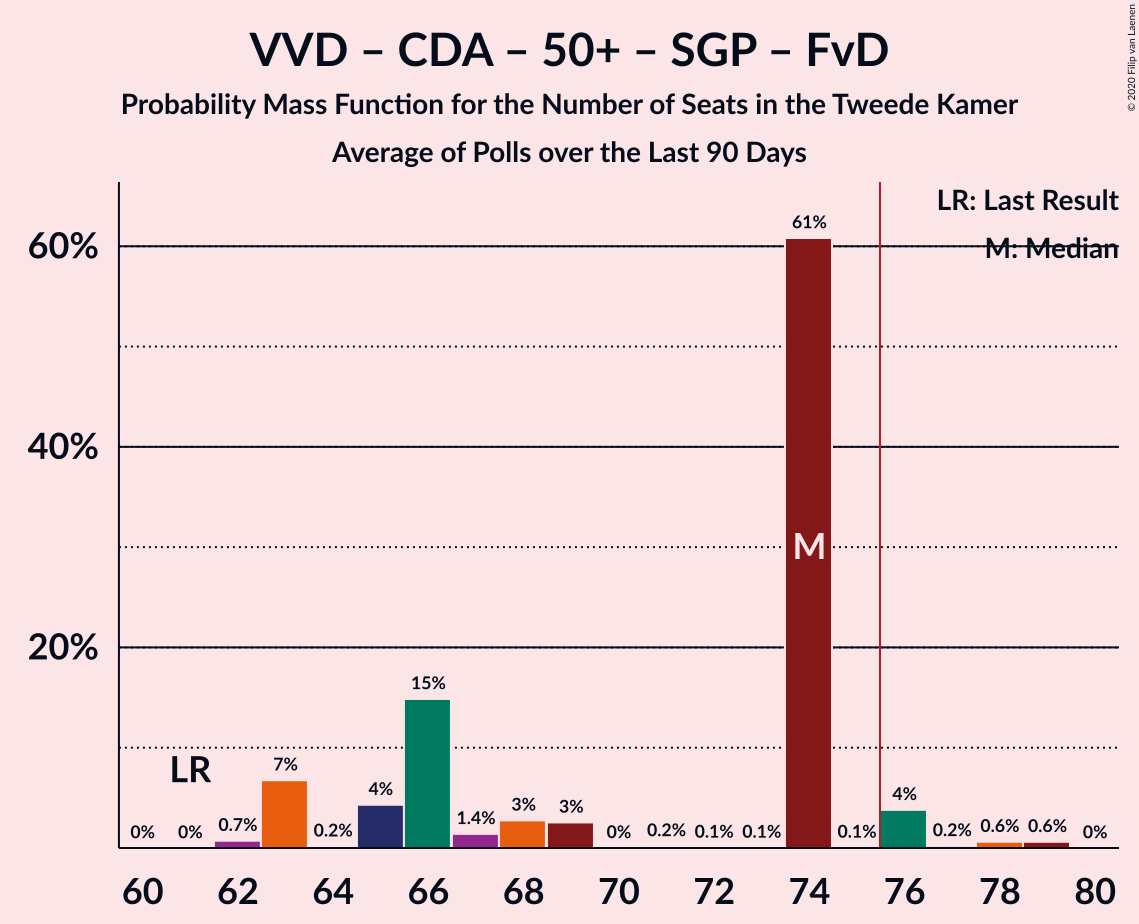 VVD – CDA – 50+ – SGP – FvD
Probability Mass Function for the Number of Seats in the Tweede Kamer
Average of Polls over the Last 90 Days
© 2020 Filip van Laenen
LR: Last Result
M: Median
60%
40%
20%
0% 0% 0.7% 7% 0.2% 4% 15% 1.4% 3% 3% 0% 0.2% 0.1% 0.1% 61% 0.1% 4% 0.2% 0.6% 0.6% 0%
LR
M
60 62 64 66 68 70 72 74 76 78 80